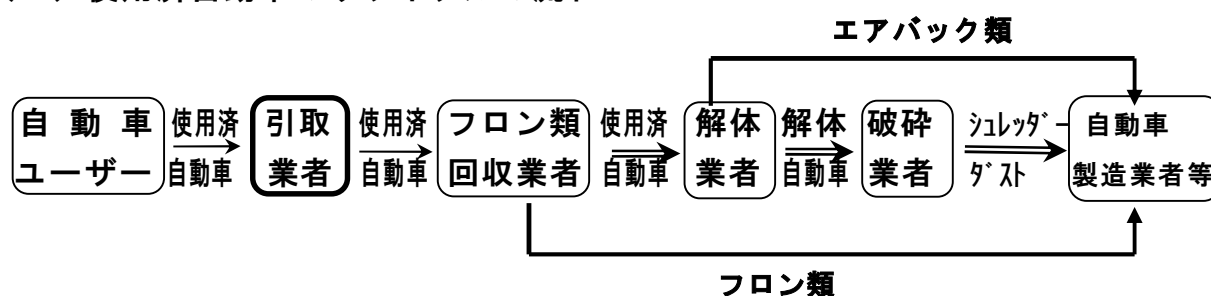 エアバック類
自 動 車
ユーザー
使用済
自動車
引取
業者
使用済
自動車
フロン類
回収業者
使用済
自動車
解体
業者
解体
自動車
破砕
業者
ｼｭﾚｯﾀﾞｰ
ﾀﾞｽﾄ
自動車
製造業者等
フロン類